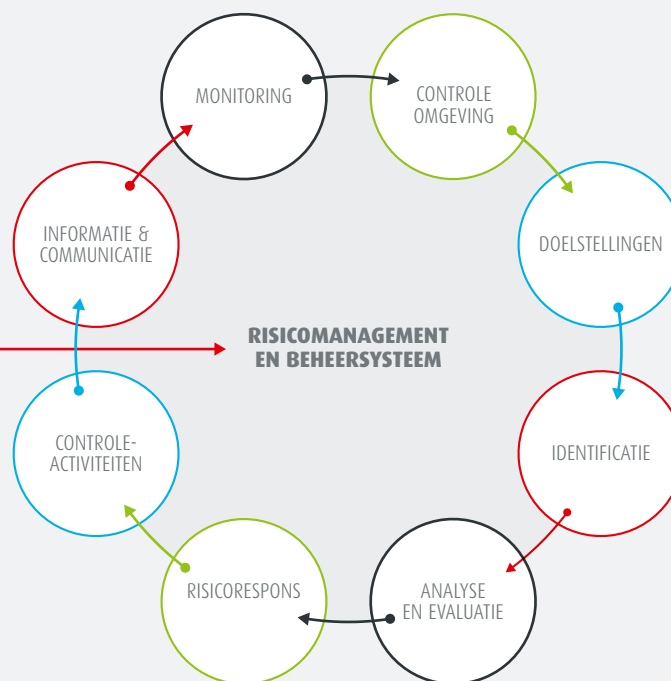 MONITORING
CONTROLE
OMGEVING
DOELSTELLINGEN
IDENTIFICATIE
ANALYSE
EN EVALUATIE
RISICORESPONS
CONTROLE-
ACTIVITEITEN
INFORMATIE &
COMMUNICATIE
RISICOMANAGEMENT
EN BEHEERSYSTEEM